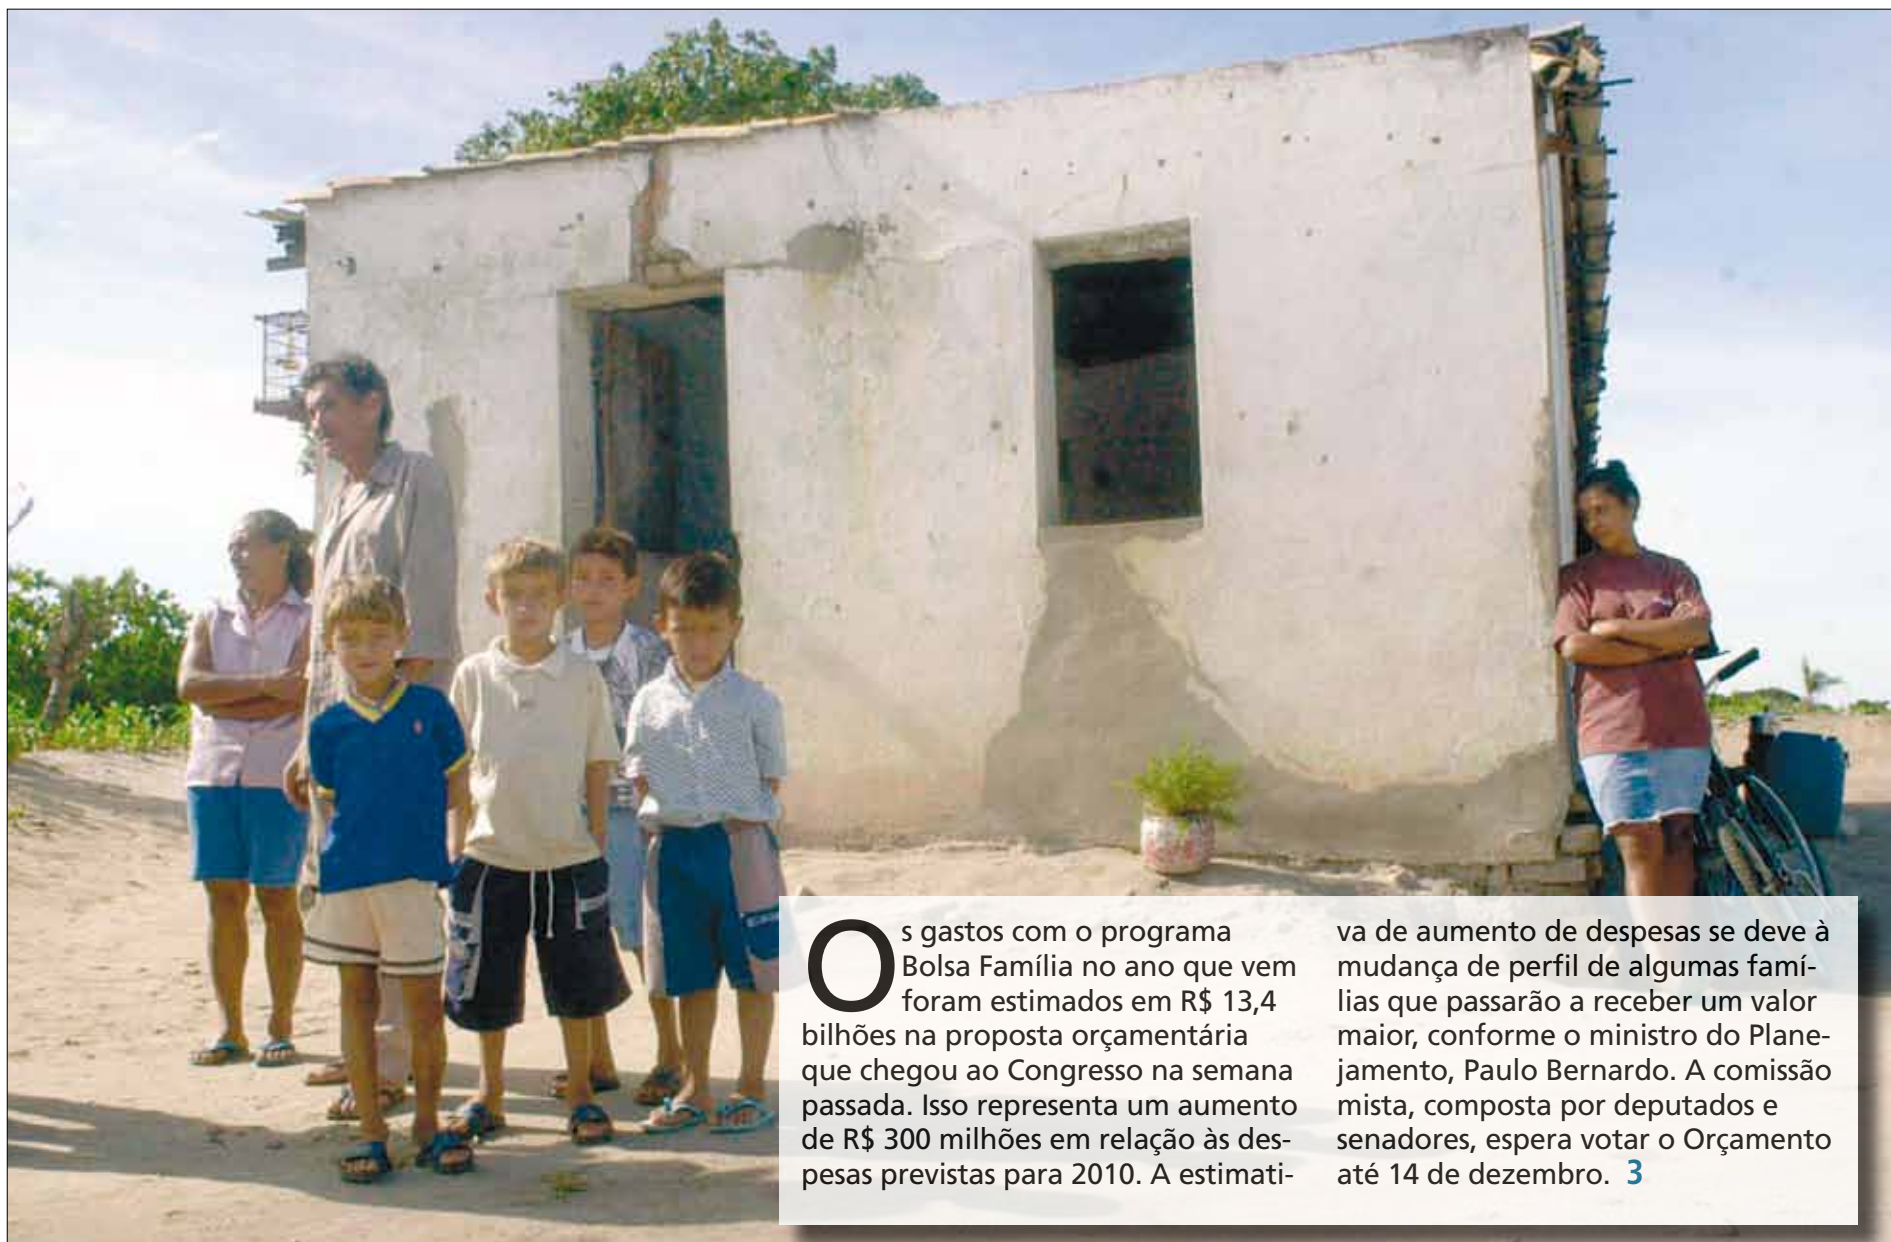 Os gastos com o programa
Bolsa Família no ano que vem
foram estimados em R$ 13,4
bilhões na proposta orçamentária
que chegou ao Congresso na semana
passada. Isso representa um aumento
de R$ 300 milhões em relação às des-
pesas previstas para 2010. A estimati-
va de aumento de despesas se deve à
mudança de perfil de algumas famí-
lias que passarão a receber um valor
maior, conforme o ministro do Plane-
jamento, Paulo Bernardo. A comissão
mista, composta por deputados e
senadores, espera votar o Orçamento
até 14 de dezembro. 3